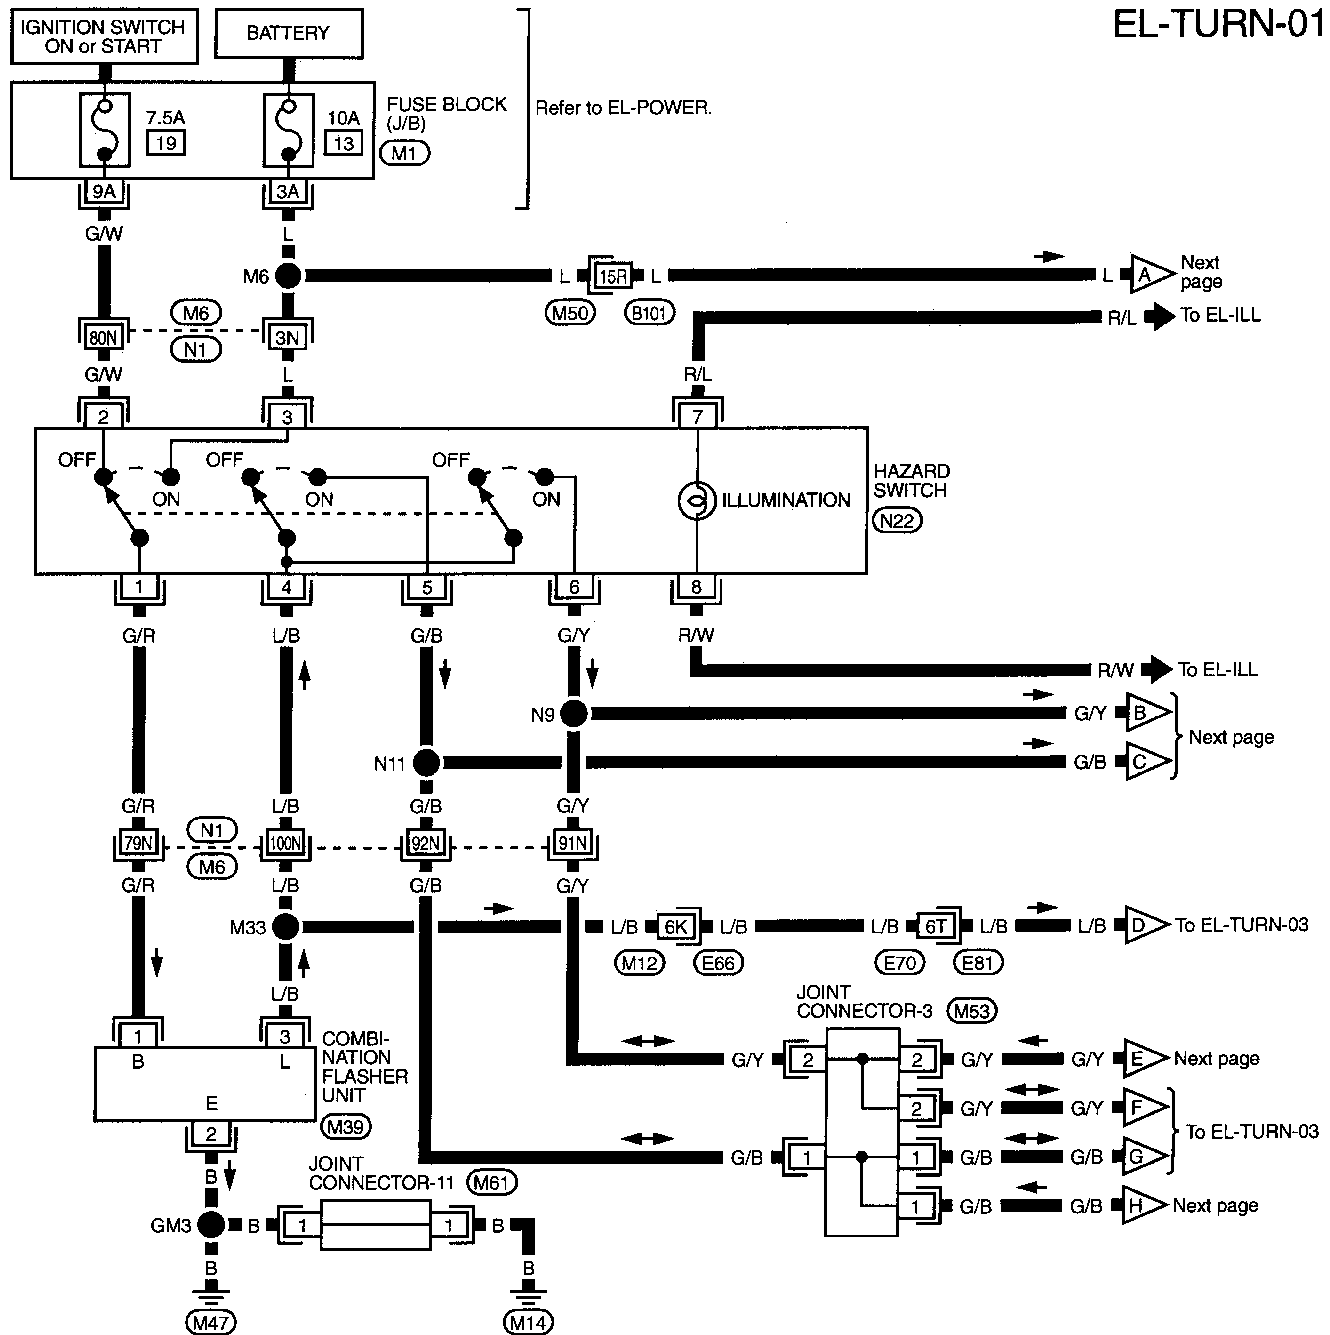 EL-TURN-01
IGNITION SWITCH
ON or START
BATTERY
7.5A
19
10A
13
FUSE BLOCK
(J/B)
M1
Refer to EL-POWER.
9A
3A
G/W
L
M6
L
15R
L
L
A
Next
page
M50
B101
M6
N1
80N
3N
R/L
To EL-ILL
G/W
L
R/L
2
3
7
OFF
ON
OFF
ON
OFF
ON
ILLUMINATION
HAZARD
SWITCH
N22
1
4
5
6
8
G/R
L/B
G/B
G/Y
R/W
R/W
To EL-ILL
N9
G/Y
B
Next page
N11
G/B
C
G/R
L/B
G/B
G/Y
79N
N1
M6
100N
92N
91N
G/R
L/B
G/B
G/Y
M33
L/B
6K
L/B
L/B
6T
L/B
L/B
D
To EL-TURN-03
M12
E66
E70
E81
L/B
JOINT
CONNECTOR-3
M53
1
3
B
L
E
2
COMBI-
NATION
FLASHER
UNIT
M39
G/Y
2
2
G/Y
G/Y
E
Next page
2
G/Y
G/Y
F
To EL-TURN-03
G/B
1
1
G/B
G/B
G
1
G/B
G/B
H
Next page
B
JOINT
CONNECTOR-11
M61
GM3
B
1
1
B
B
B
M47
M14